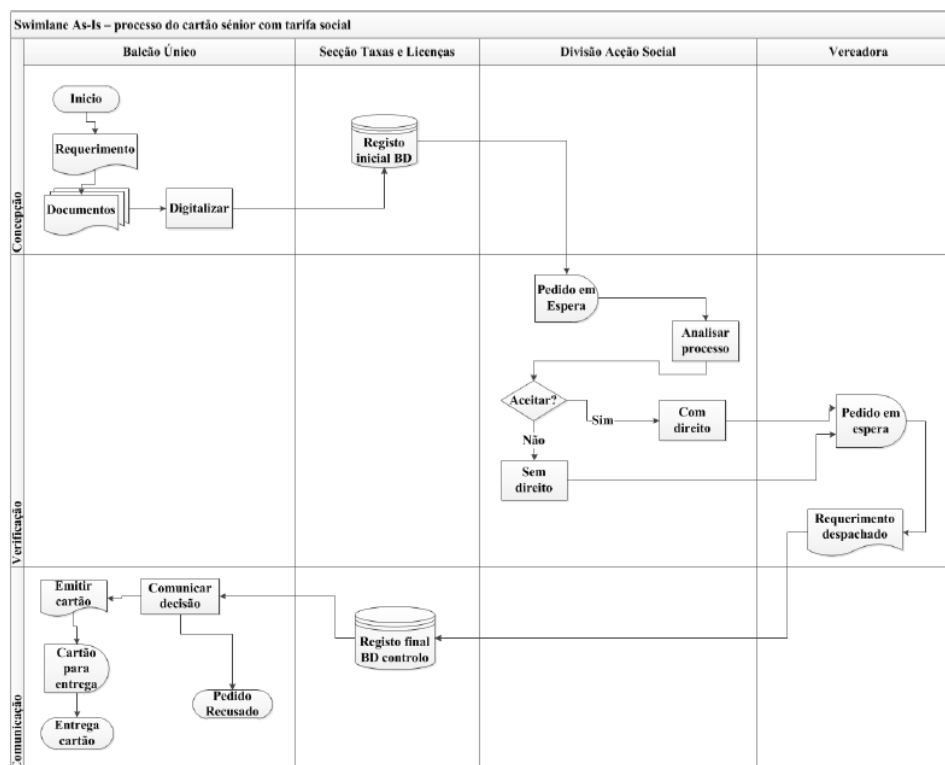 Swimlane As-Is – processo do cartão sénior com tarifa social
Balcão Único
Secção Taxas e Licenças
Divisão Acção Social
Vereadora
Concepção
Inicio
Requerimento
Documentos
Digitalizar
Registo
inicial BD
Verificação
Pedido em
Espera
Analisar
processo
Aceitar?
Sim
Com
direito
Não
Sem
direito
Pedido em
espera
Requerimento
despachado
omunicação
Emitir
cartão
Comunicar
decisão
Registo final
BD controlo
Cartão
para
entrega
Pedido
Recusado
Entrega
cartão